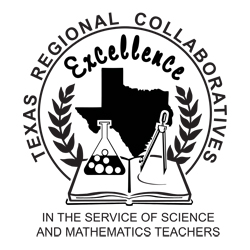 TEXAS REGIONAL COLLABORATIVES
Excellence
IN THE SERVICE OF SCIENCE
AND MATHEMATICS TEACHERS